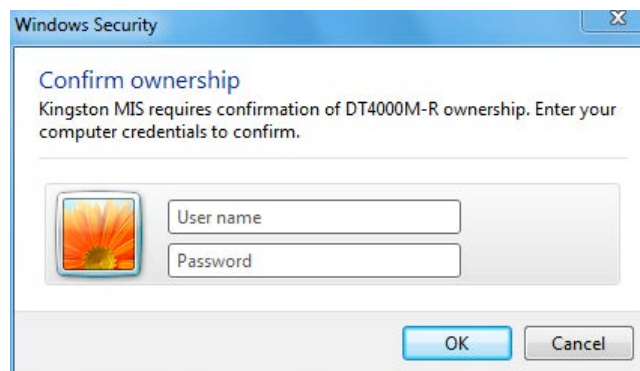 Windows Security
Confirm ownership
Kingston MIS requires confirmation of DT4000M-R ownership. Enter your
computer credentials to confirm.
User name
Password
OK
Cancel